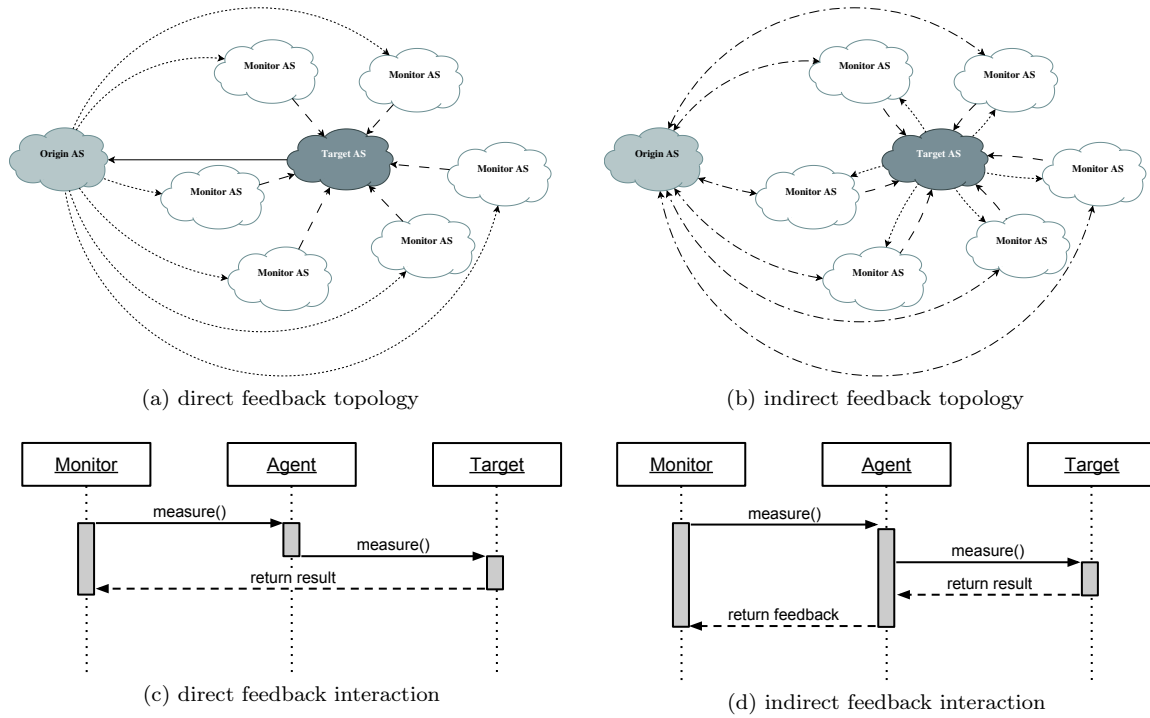 Monitor AS
Monitor AS
Origin AS
Target AS
Monitor AS
Monitor AS
Monitor AS
Monitor AS
(a) direct feedback topology
Monitor AS
Monitor AS
Origin AS
Target AS
Monitor AS
Monitor AS
Monitor AS
Monitor AS
(b) indirect feedback topology
Monitor
Agent
Target
measure()
measure()
return result
(c) direct feedback interaction
Monitor
Agent
Target
measure()
measure()
return result
return feedback
(d) indirect feedback interaction